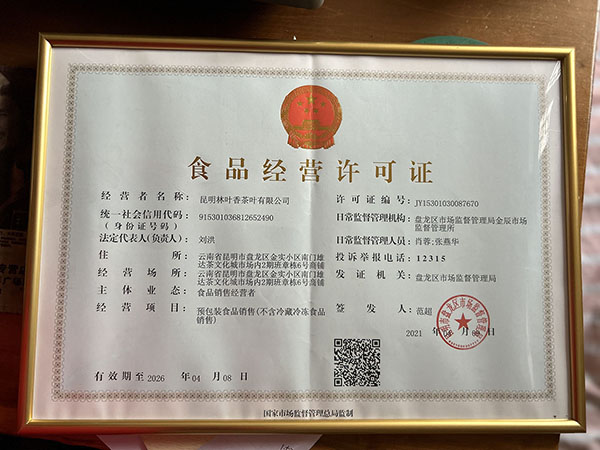 食品经营许可证
经营者名称： 昆明林叶香茶叶有限公司
统一社会信用代码： 915301036812652490
(身份证号码)
法定代表人(负责人)： 刘洪
住所： 云南省昆明市盘龙区金实小区南门雄
达茶文化城市场内2期班章栋6号商铺
经营场所： 云南省昆明市盘龙区金实小区南门雄
达茶文化城市场内2期班章栋6号商铺
主体业态： 食品销售经营者
经营项目： 预包装食品销售(不含冷藏冷冻食品
销售)
有效期至2026 年04 月08 日
许可证编号： JY15301030087670
日常监督管理机构： 盘龙区市场监督管理局金辰市场
监督管理所
日常监督管理人员： 肖蓉;张燕华
投诉举报电话： 12315
发证机关： 盘龙区市场监督管理局
签发人： 范超
2021 年 月 日
国家市场监督管理总局监制